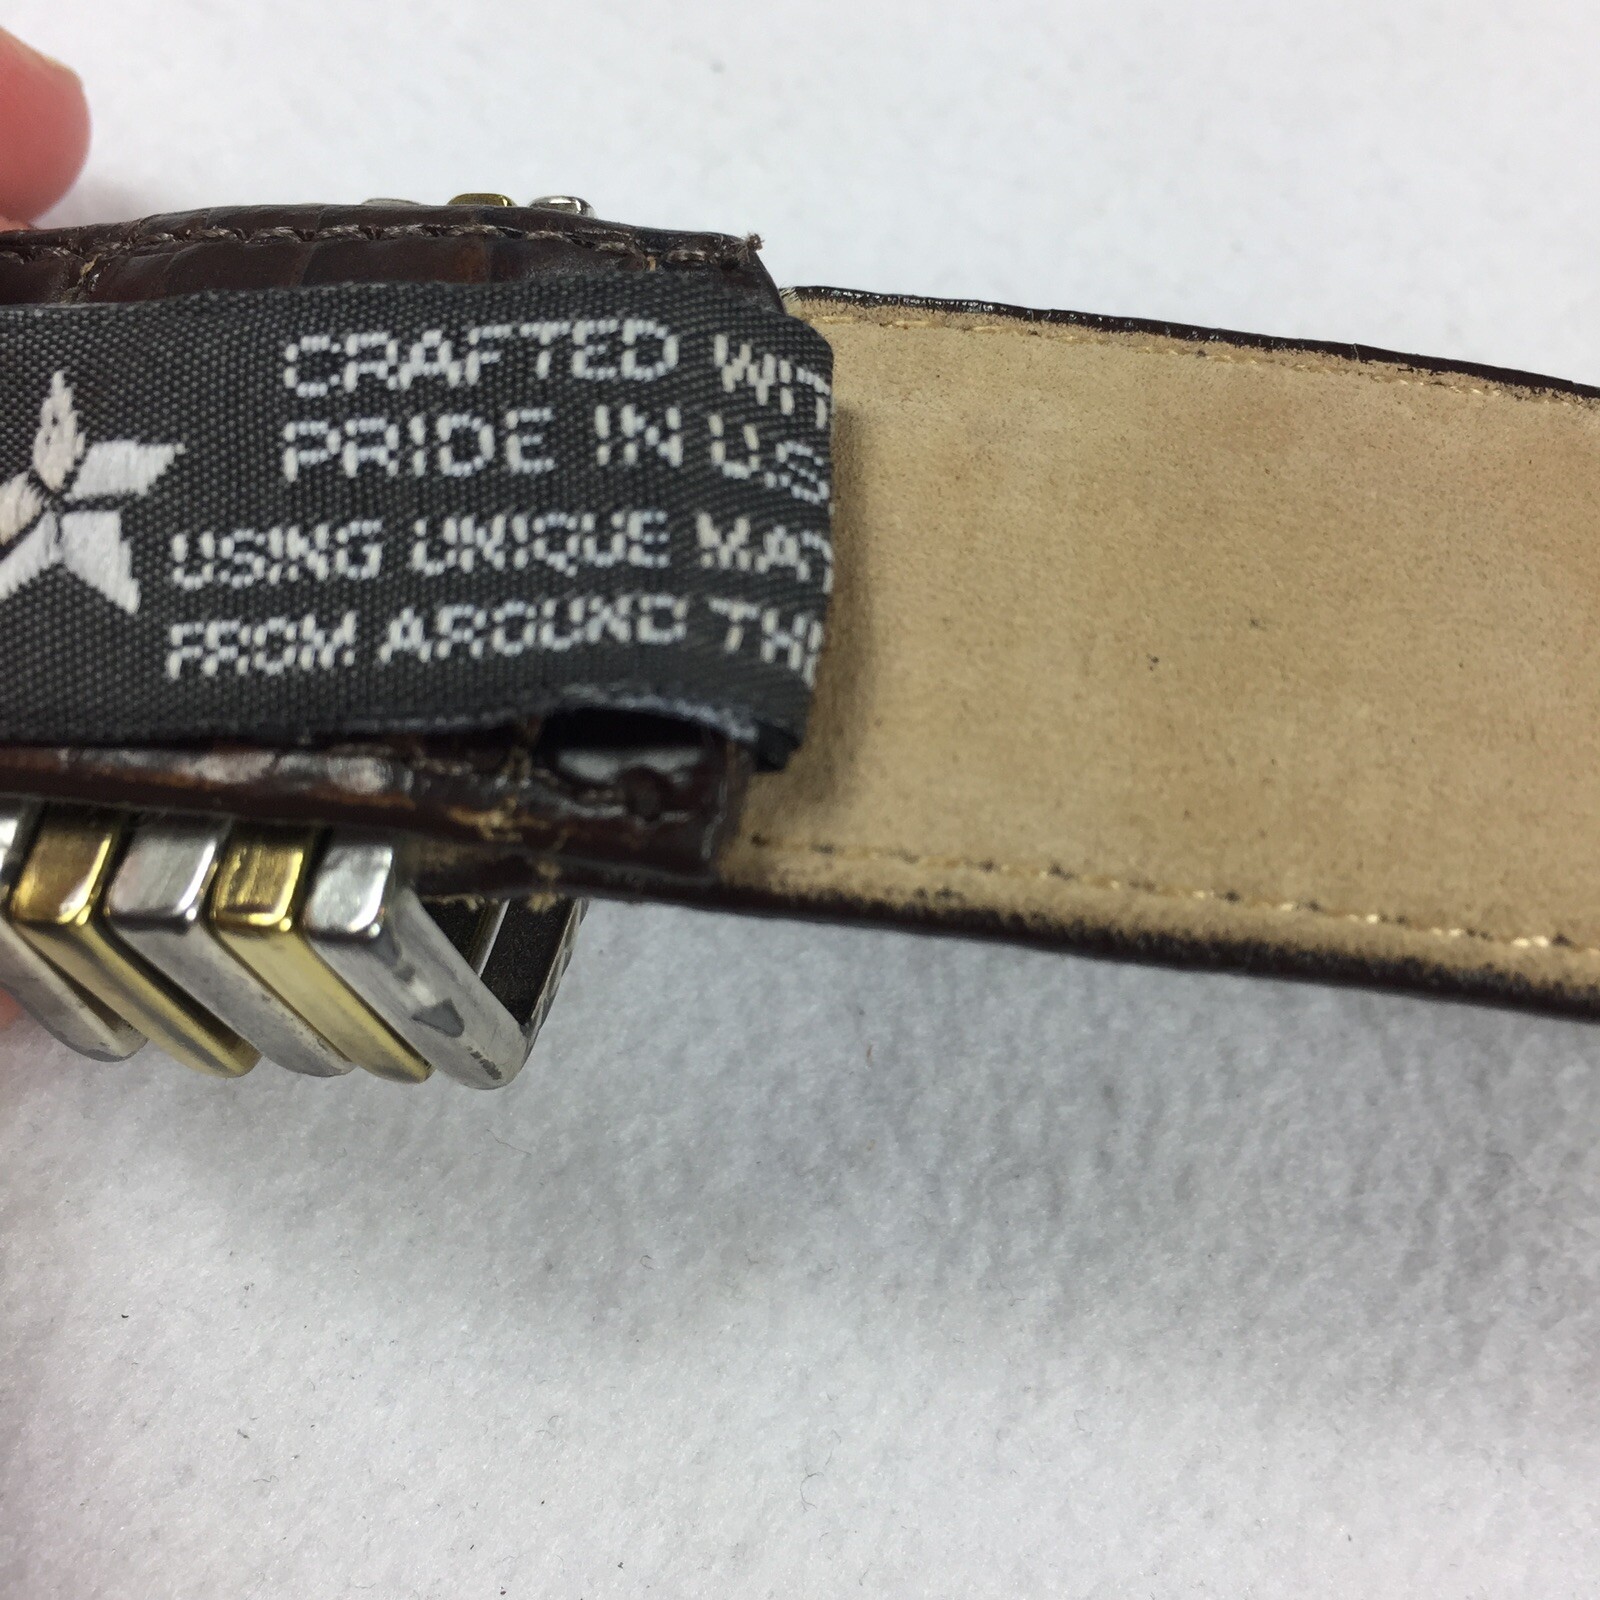 CRAFTED WIT
PRIDE IN U.S
USING UNIQUE MAT
FROM AROUND TH